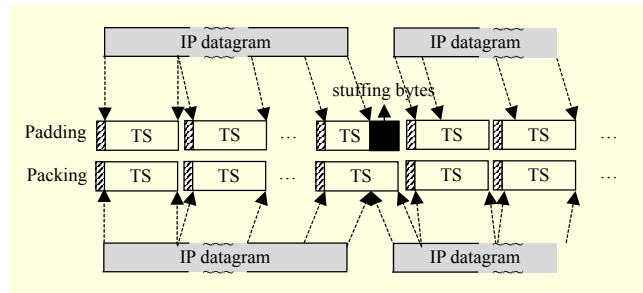 IP datagram IP datagram
stuffing bytes
Padding TS TS … TS TS TS …
Packing TS TS … TS TS TS …
IP datagram IP datagram